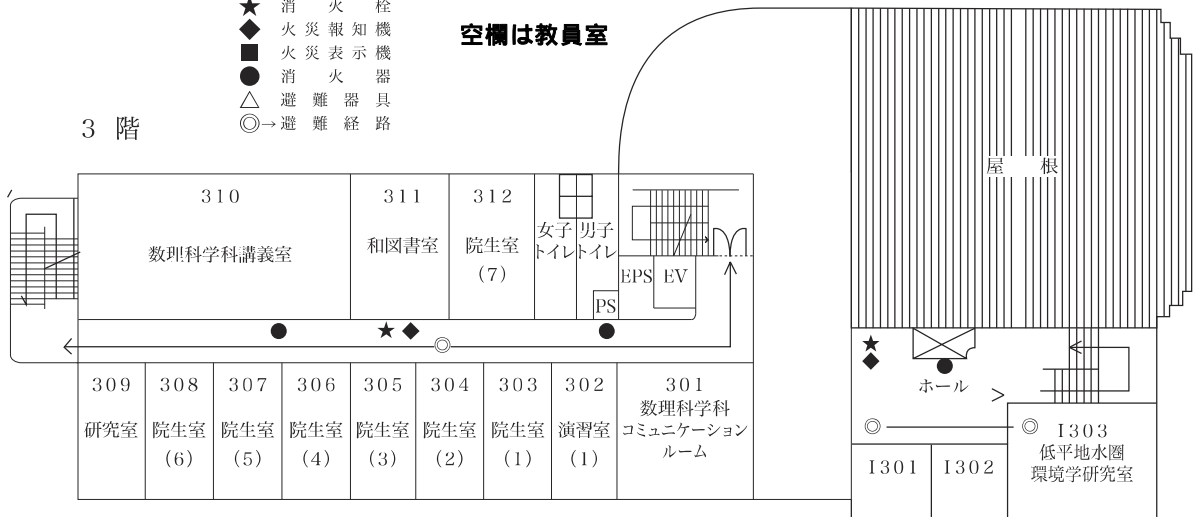 消火栓
火災報知機
火災表示機
消火器
避難器具
避難経路
空欄は教員室
3階
310
数理科学科講義室
311
和図書室
312
院生室
(7)
女子
トイレ
男子
トイレ
EPS
EV
PS
屋根
309
研究室
308
院生室
(6)
307
院生室
(5)
306
院生室
(4)
305
院生室
(3)
304
院生室
(2)
303
院生室
(1)
302
演習室
(1)
301
数理科学科
コミュニケーション
ルーム
ホール
I301
I302
I303
低平地水圏
環境学研究室